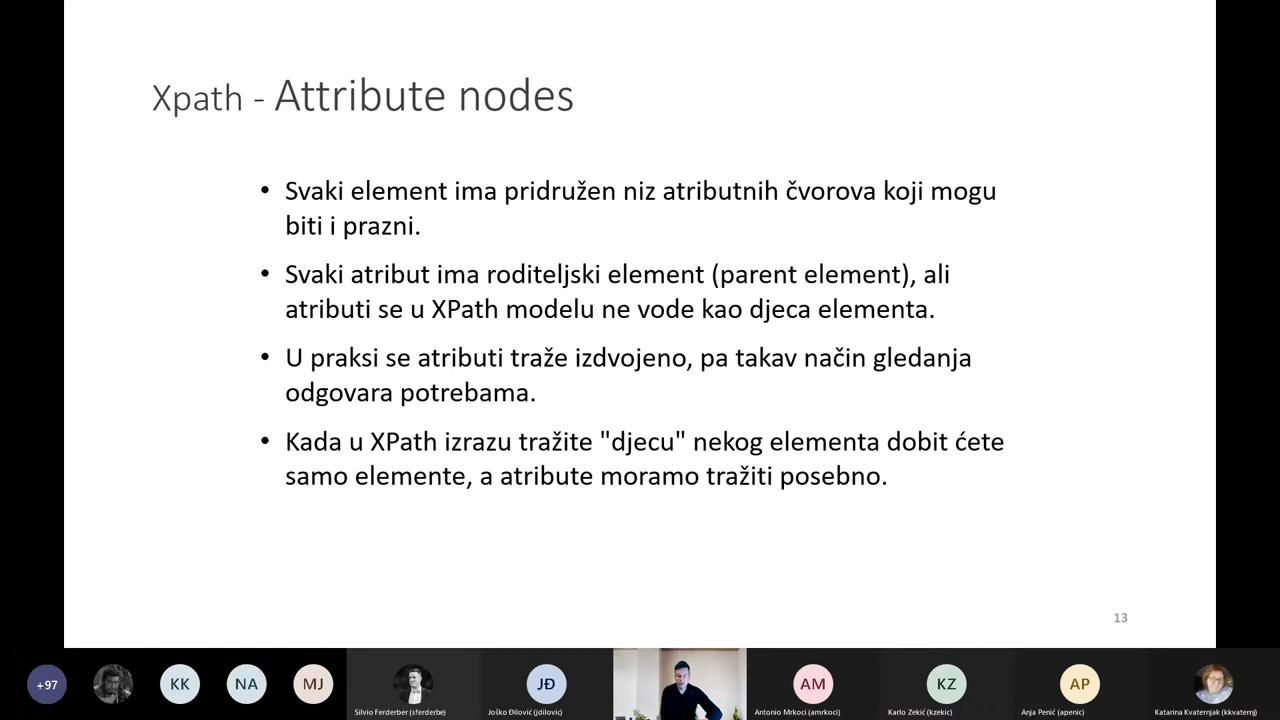 Xpath - Attribute nodes
• Svaki element ima pridružen niz atributnih čvorova koji mogu
biti i prazni.
• Svaki atribut ima roditeljski element (parent element), ali
atributi se u XPath modelu ne vode kao djeca elementa.
• U praksi se atributi traže izdvojeno, pa takav način gledanja
odgovara potrebama.
• Kada u XPath izrazu tražite "djecu" nekog elementa dobit ćete
samo elemente, a atribute moramo tražiti posebno.
13
+97 KK NA MJ JĐ AM KZ AP
Silvio Ferderber (sferderbe) Joško Đilović (jdilovic) Antonio Mrkoci (amrkoci) Karlo Zekić (kzekic) Anja Penić (apenic) Katarina Kvaternjak (kkvaternj)